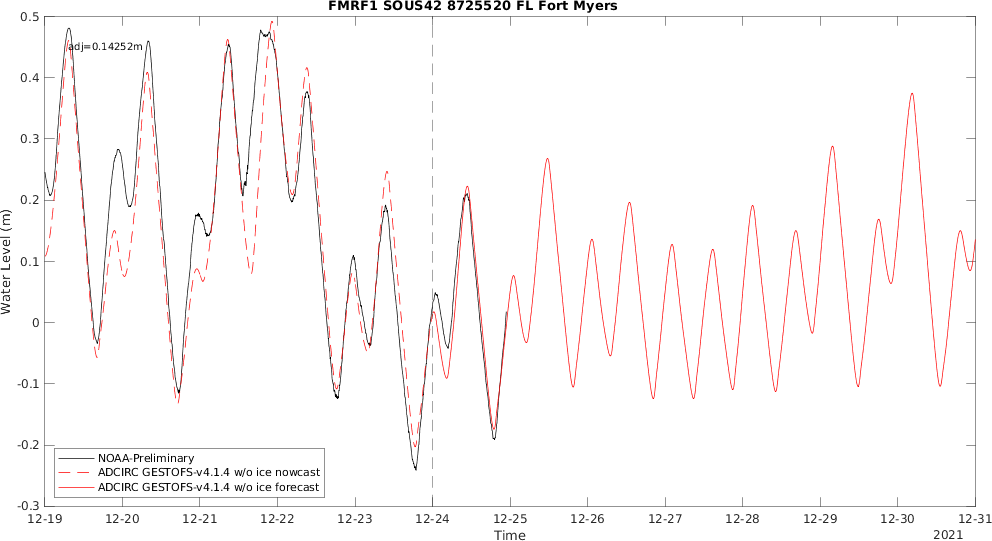 FMRF1 SOUS42 8725520 FL Fort Myers
adj=0.14252m
0.5
0.4
0.3
0.2
0.1
0
-0.1
-0.2
-0.3
Water Level (m)
NOAA-Preliminary
ADCIRC GESTOFS-v4.1.4 w/o ice nowcast
ADCIRC GESTOFS-v4.1.4 w/o ice forecast
12-19 12-20 12-21 12-22 12-23 12-24 12-25 12-26 12-27 12-28 12-29 12-30 12-31
Time
2021